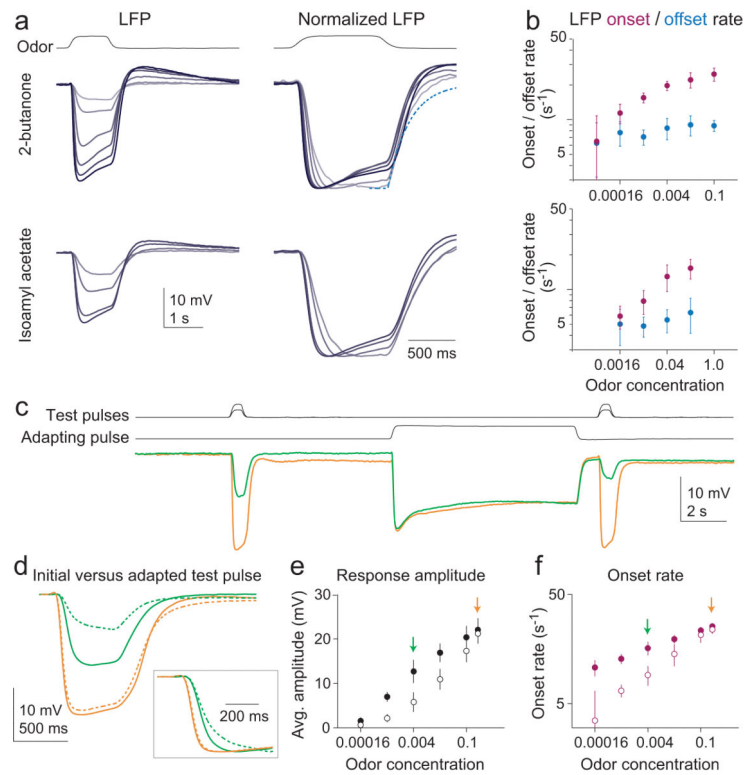 a
LFP
Normalized LFP
Odor
2-butanone
Isoamyl acetate
10 mV
1 s
500 ms
b
LFP onset / offset rate
Onset / offset rate
(s-1)
50
5
0.00016 0.004 0.1
Onset / offset rate
(s-1)
50
5
0.0016 0.04 1.0
Odor concentration
c
Test pulses
Adapting pulse
10 mV
2 s
d
Initial versus adapted test pulse
10 mV
500 ms
200 ms
e
Response amplitude
Avg. amplitude (mV)
30
20
10
0
0.00016 0.004 0.1
Odor concentration
f
Onset rate
Onset rate (s-1)
50
5
0.00016 0.004 0.1
Odor concentration